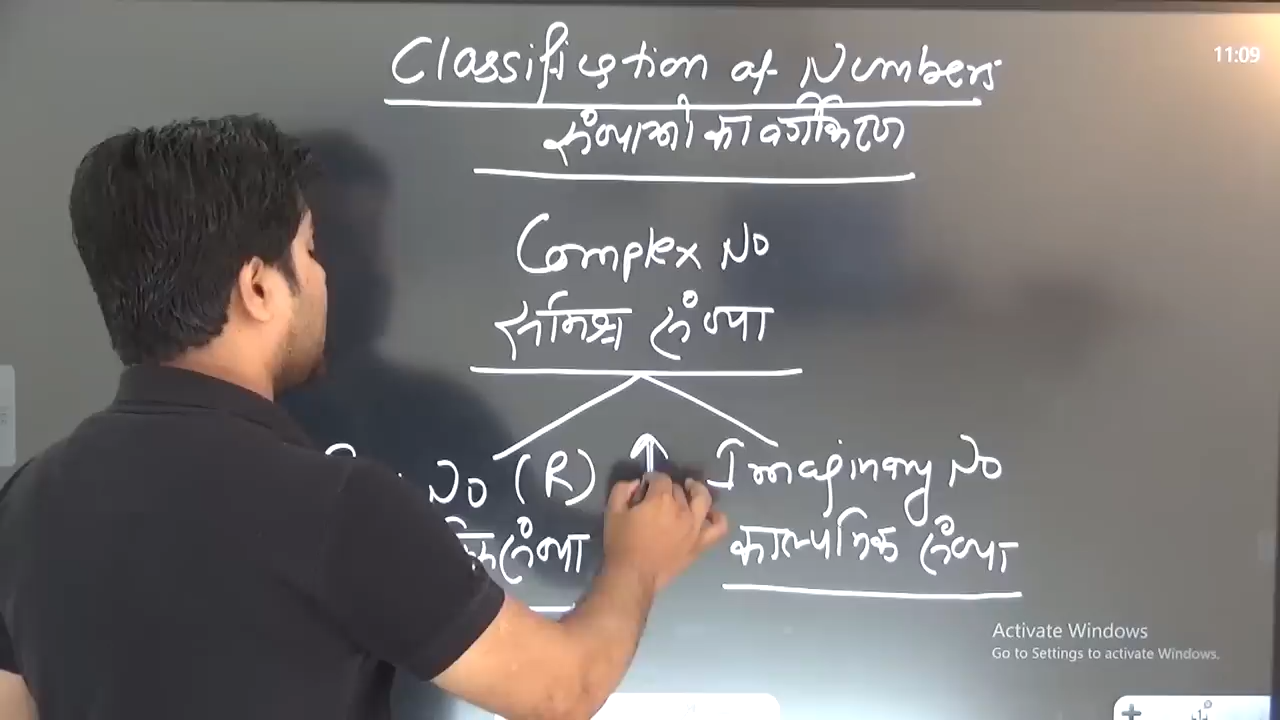 11:09
Classification of Numbers
संख्याओ का वर्गीकरण
Complex No
समिश्र संख्या
No (R)
Imaginary No
संख्या
काल्पनिक संख्या
Activate Windows
Go to Settings to activate Windows.